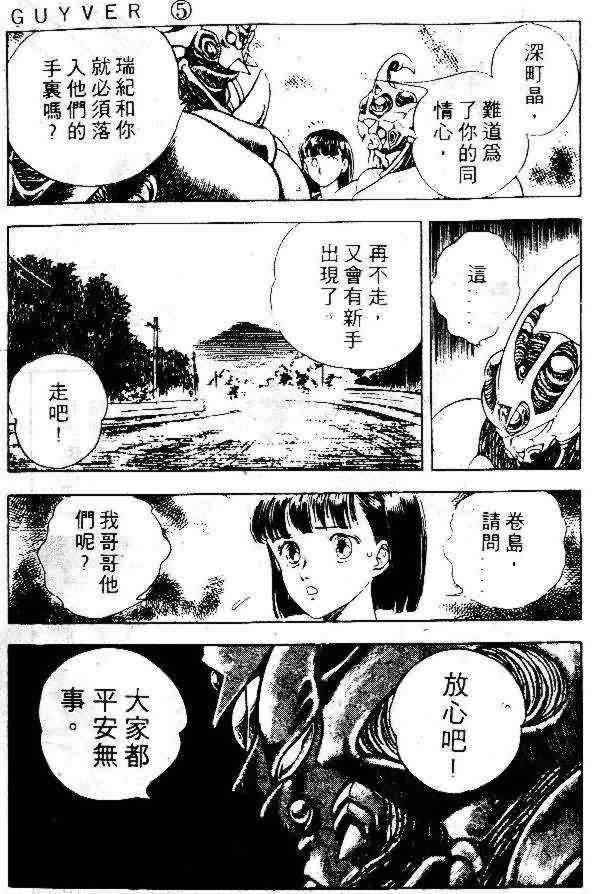 GUYVER ⑤
深町晶，
難道為
了你的同
情心，
瑞紀和你
就必須落
入他們的
手裏嗎？
這……
再不走，
又會有新手
出現了。
走吧！
卷島，
請問……
我哥哥他
們呢？
放心吧！
大家都
平安無
事。